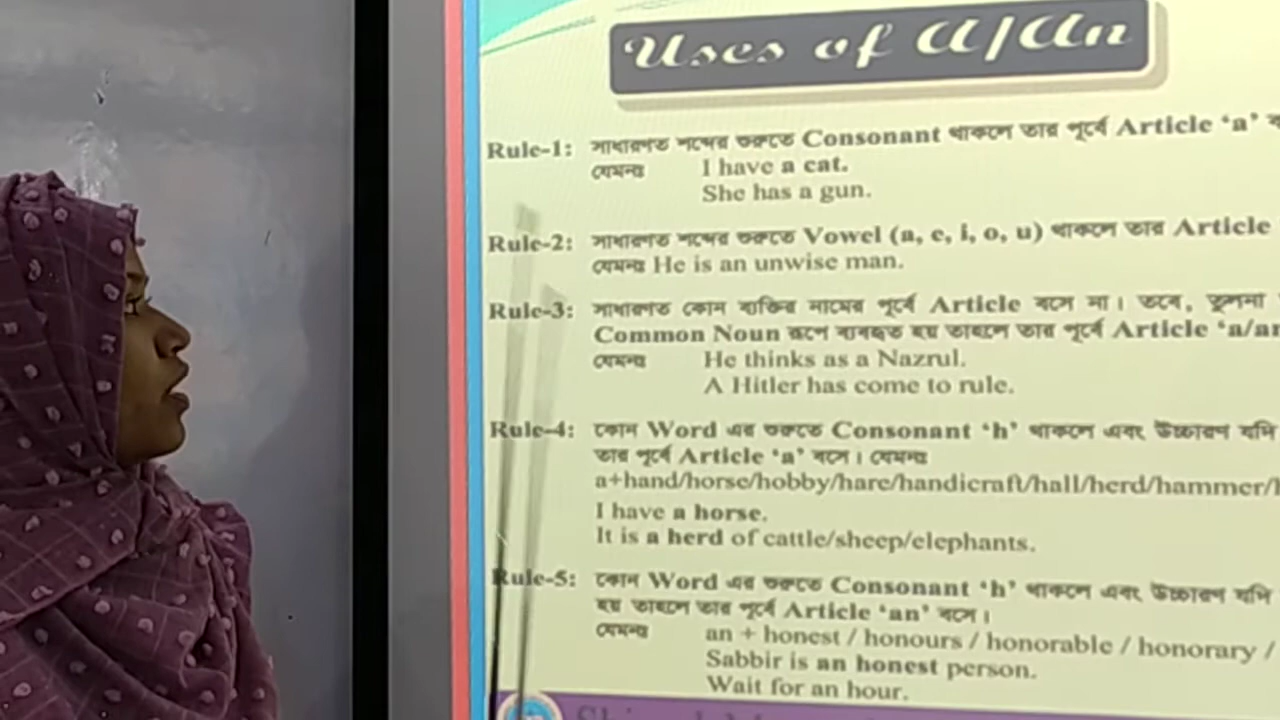 Uses of A/An
Rule-1: সাধারণত শব্দের শুরুতে Consonant থাকলে তার পূর্বে Article ‘a’
যেমনঃ I have a cat.
She has a gun.
Rule-2: সাধারণত শব্দের শুরুতে Vowel (a, e, i, o, u) থাকলে তার Article
যেমনঃ He is an unwise man.
Rule-3: সাধারণত কোন ব্যক্তির নামের পূর্বে Article বসে না। তবে, তুলনা
Common Noun রূপে ব্যবহৃত হয় তাহলে তার পূর্বে Article ‘a/an
যেমনঃ He thinks as a Nazrul.
A Hitler has come to rule.
Rule-4: কোন Word এর শুরুতে Consonant ‘h’ থাকলে এবং উচ্চারণ যদি
তার পূর্বে Article ‘a’ বসে। যেমনঃ
a+hand/horse/hobby/hare/handicraft/hall/herd/hammer/
I have a horse.
It is a herd of cattle/sheep/elephants.
Rule-5: কোন Word এর শুরুতে Consonant ‘h’ থাকলে এবং উচ্চারণ যদি
হয় তাহলে তার পূর্বে Article ‘an’ বসে।
যেমনঃ an + honest / honours / honorable / honorary /
Sabbir is an honest person.
Wait for an hour.